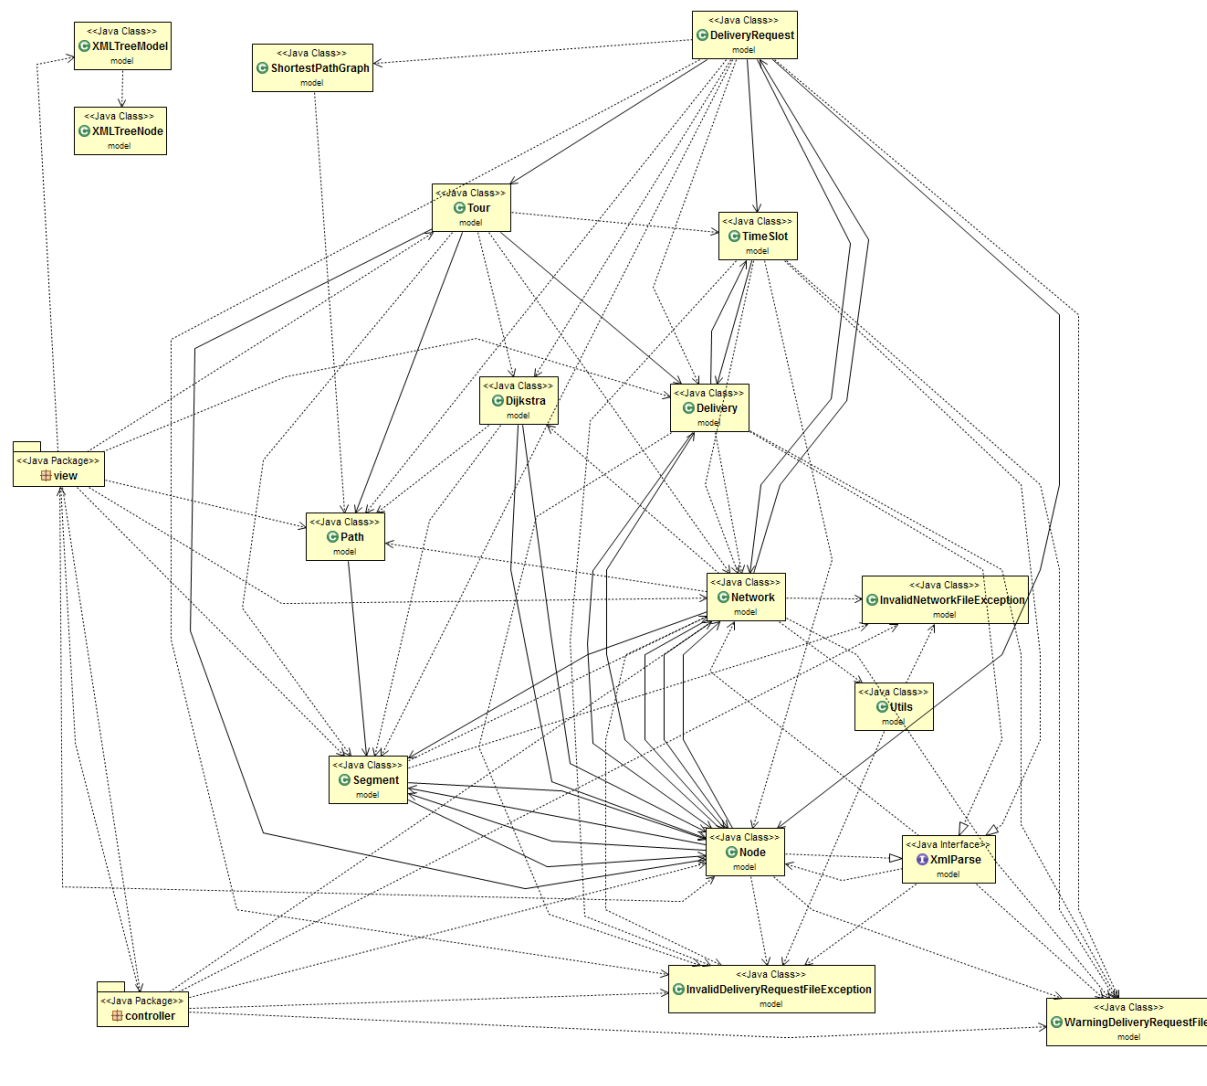 <<Java Class>>
DeliveryRequest
model
<<Java Class>>
XMLTreeModel
model
<<Java Class>>
ShortestPathGraph
model
<<Java Class>>
XMLTreeNode
model
<<Java Class>>
Tour
model
<<Java Class>>
TimeSlot
model
<<Java Class>>
Dijkstra
model
<<Java Class>>
Delivery
model
<<Java Package>>
view
<<Java Class>>
Path
model
<<Java Class>>
Network
model
<<Java Class>>
InvalidNetworkFileException
model
<<Java Class>>
Utils
model
<<Java Class>>
Segment
model
<<Java Class>>
Node
model
<<Java Interface>>
XmlParse
model
<<Java Class>>
InvalidDeliveryRequestFileException
model
<<Java Package>>
controller
<<Java Class>>
WarningDeliveryRequestFile
model